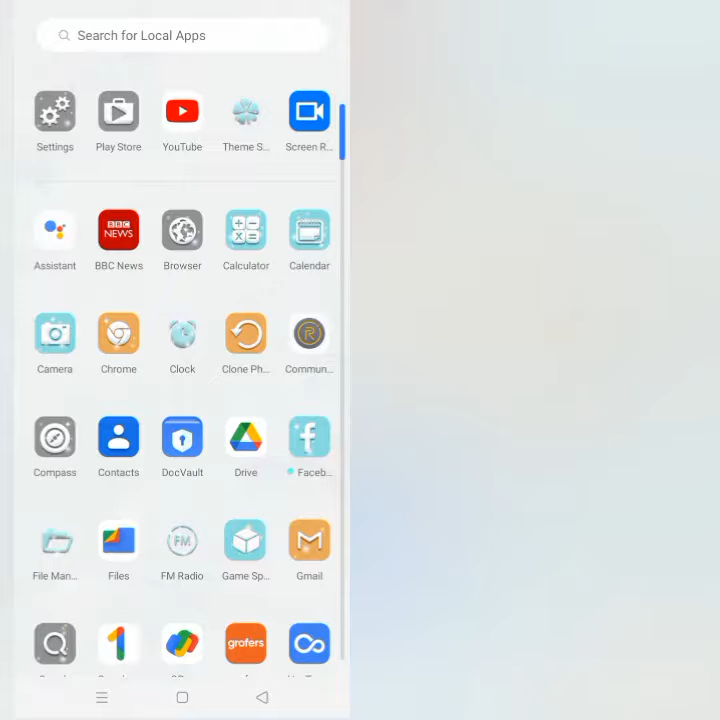 Search for Local Apps
Settings Play Store YouTube Theme S... Screen R...
BBC
NEWS
Assistant BBC News Browser Calculator Calendar
Camera Chrome Clock Clone Ph... Commun...
Compass Contacts DocVault Drive Faceb...
FM
File Man... Files FM Radio Game Sp... Gmail
grofers